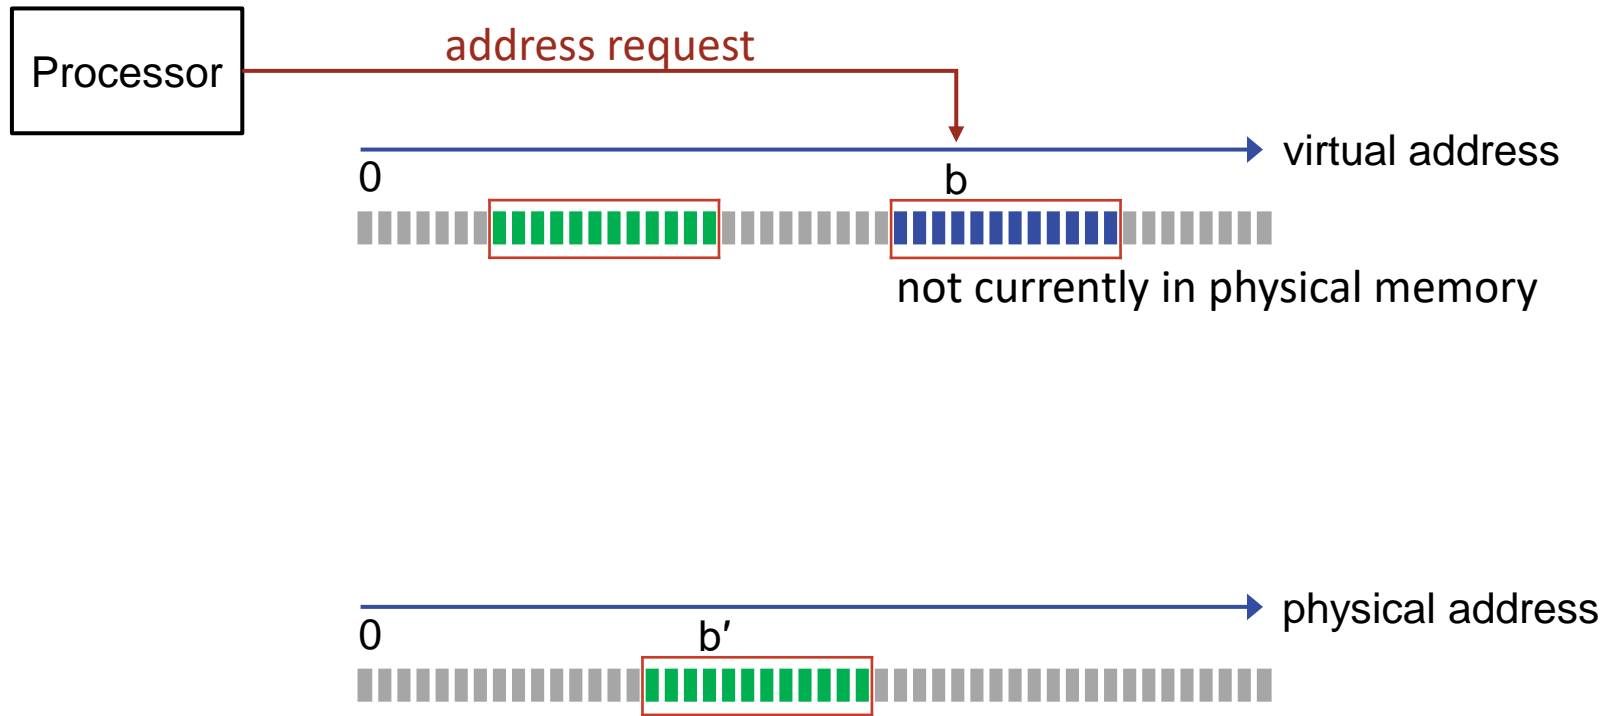 address request
Processor
virtual address
0
b
not currently in physical memory
physical address
0
b′